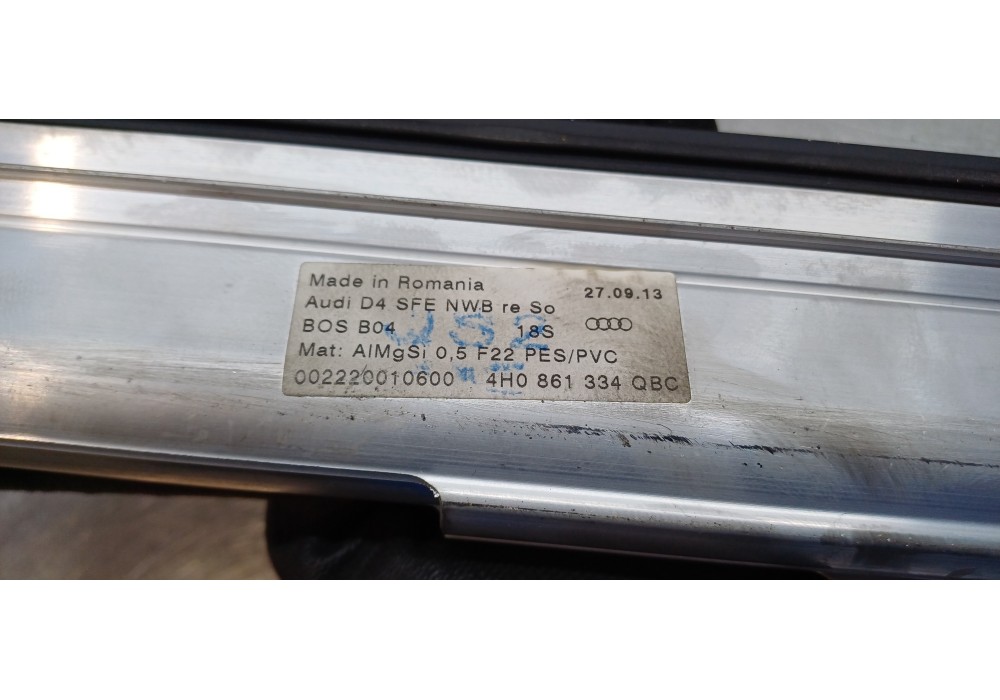 Made in Romania 27.09.13
Audi D4 SFE NWB re So
BOS B04 18S
Mat: AlMgSi 0,5 F22 PES/PVC
002220010600 4H0 861 334 QBC